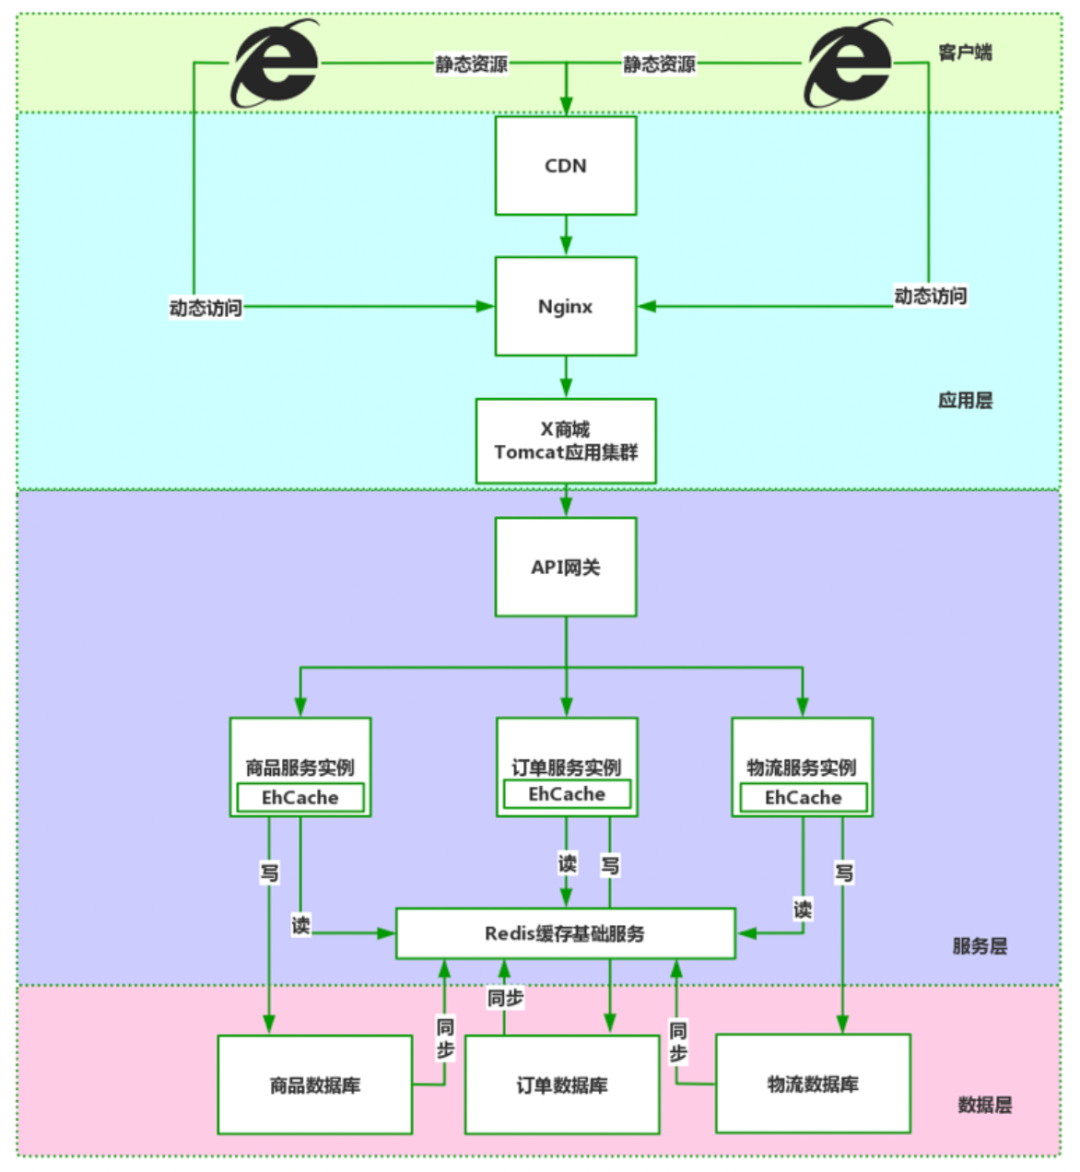 静态资源
静态资源
客户端
CDN
动态访问
Nginx
动态访问
应用层
X商城
Tomcat应用集群
API网关
商品服务实例
EhCache
订单服务实例
EhCache
物流服务实例
EhCache
写
读
读
写
读
写
Redis缓存基础服务
服务层
同步
同步
同步
商品数据库
订单数据库
物流数据库
数据层